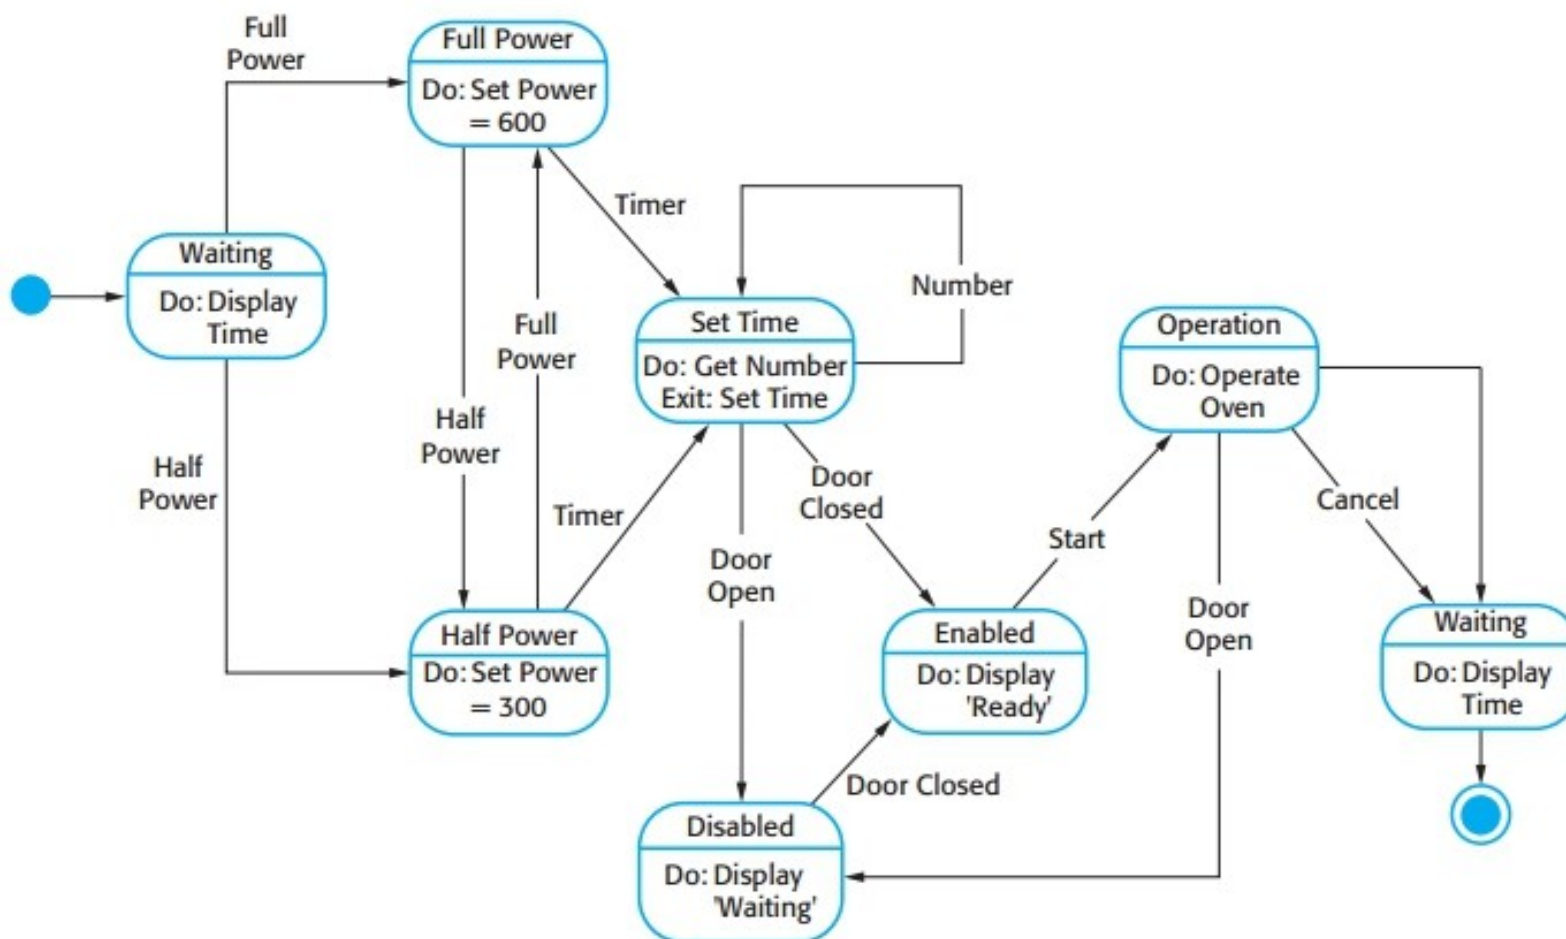 Full
Power
Full Power
Do: Set Power
= 600
Timer
Waiting
Do: Display
Time
Number
Full
Power
Set Time
Do: Get Number
Exit: Set Time
Operation
Do: Operate
Oven
Half
Power
Half
Power
Timer
Door
Closed
Cancel
Start
Door
Open
Door
Open
Half Power
Do: Set Power
= 300
Enabled
Do: Display
'Ready'
Waiting
Do: Display
Time
Door Closed
Disabled
Do: Display
'Waiting'